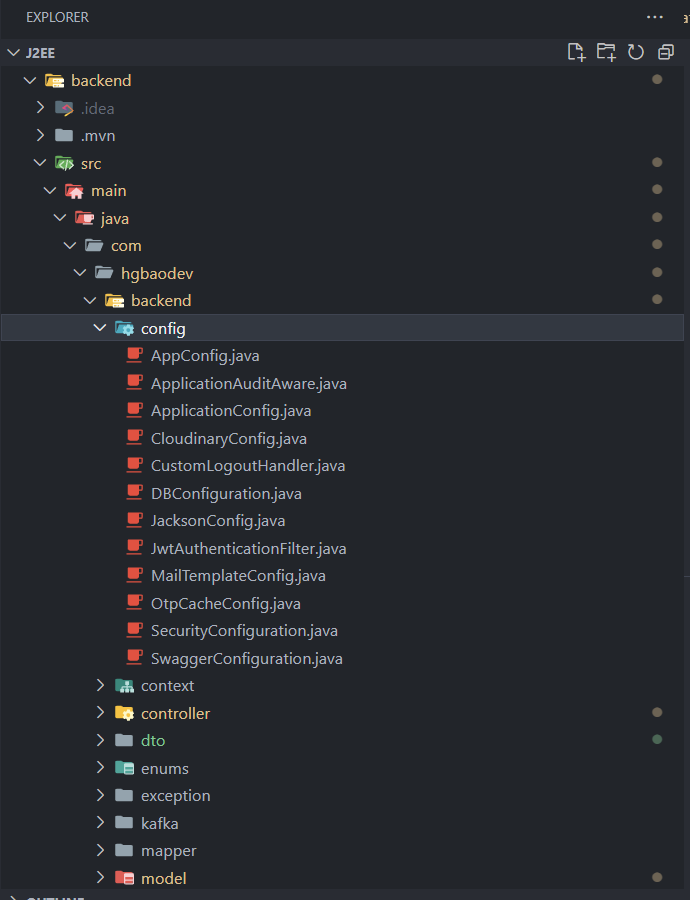 EXPLORER
J2EE
backend
.idea
.mvn
src
main
java
com
hgbaodev
backend
config
AppConfig.java
ApplicationAuditAware.java
ApplicationConfig.java
CloudinaryConfig.java
CustomLogoutHandler.java
DBConfiguration.java
JacksonConfig.java
JwtAuthenticationFilter.java
MailTemplateConfig.java
OtpCacheConfig.java
SecurityConfiguration.java
SwaggerConfiguration.java
context
controller
dto
enums
exception
kafka
mapper
model